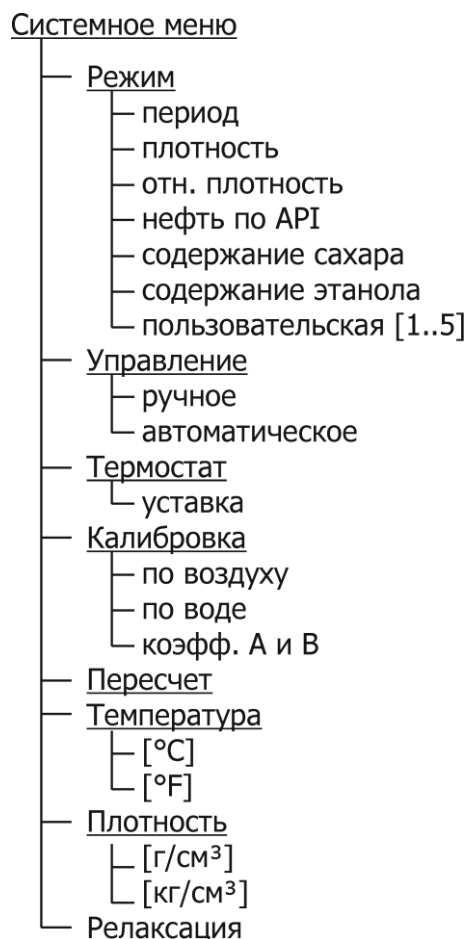 Системное меню
Режим
период
плотность
отн. плотность
нефть по API
содержание сахара
содержание этанола
пользовательская [1..5]
Управление
ручное
автоматическое
Термостат
уставка
Калибровка
по воздуху
по воде
коэфф. А и В
Пересчет
Температура
[°C]
[°F]
Плотность
[г/см³]
[кг/см³]
Релаксация